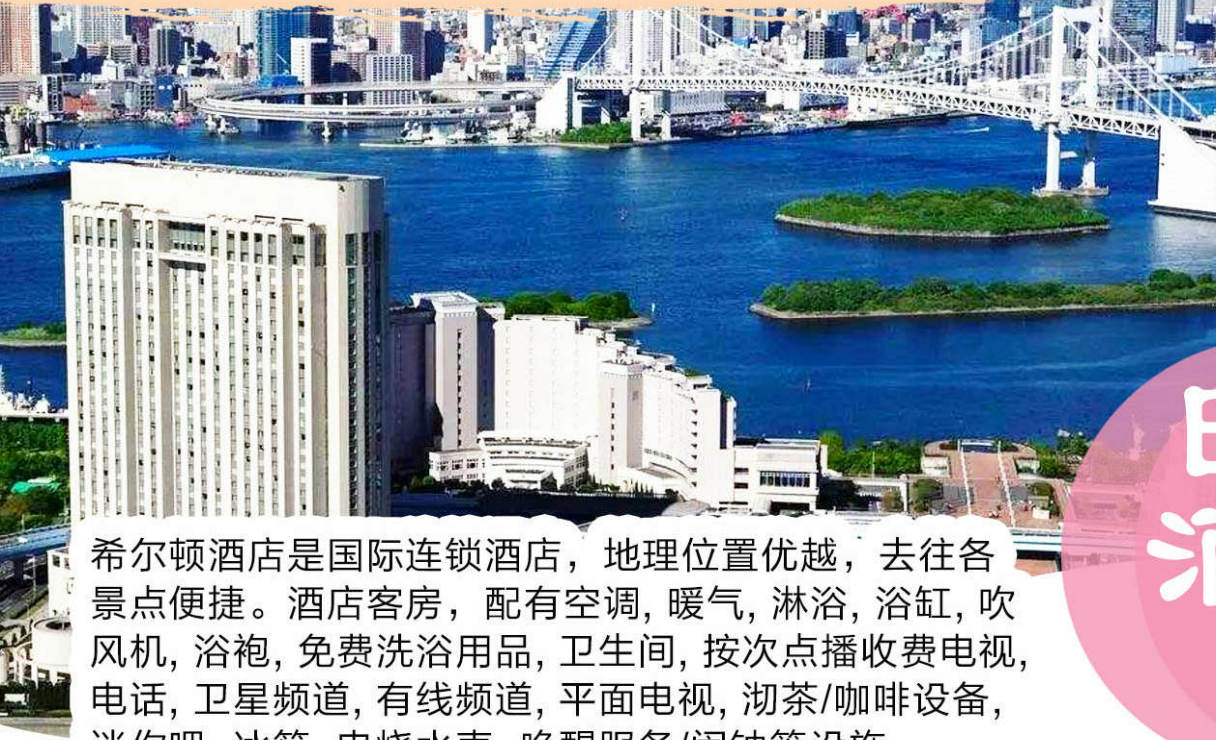 希尔顿酒店是国际连锁酒店，地理位置优越，去往各
景点便捷。酒店客房，配有空调, 暖气, 淋浴, 浴缸, 吹
风机, 浴袍, 免费洗浴用品, 卫生间, 按次点播收费电视,
电话, 卫星频道, 有线频道, 平面电视, 沏茶/咖啡设备,